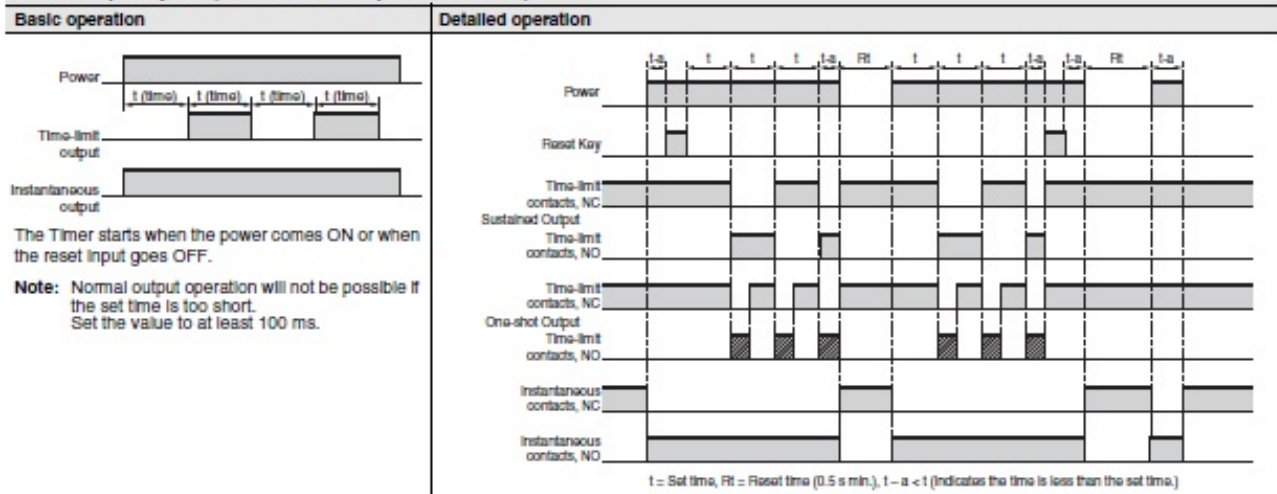 Basic operation
Power
t (time) t (time) t (time) t (time)
Time-limit
output
Instantaneous
output
The Timer starts when the power comes ON or when
the reset input goes OFF.
Note: Normal output operation will not be possible if
the set time is too short.
Set the value to at least 100 ms.
Detailed operation
t-a t t t t-a Rt t t t t-a t-a Rt t-a
Power
Reset Key
Time-limit
contacts, NC
Sustained Output
Time-limit
contacts, NO
Time-limit
contacts, NC
One-shot Output
Time-limit
contacts, NO
Instantaneous
contacts, NC
Instantaneous
contacts, NO
t = Set time, Rt = Reset time (0.5 s min.), t – a < t (Indicates the time is less than the set time.)